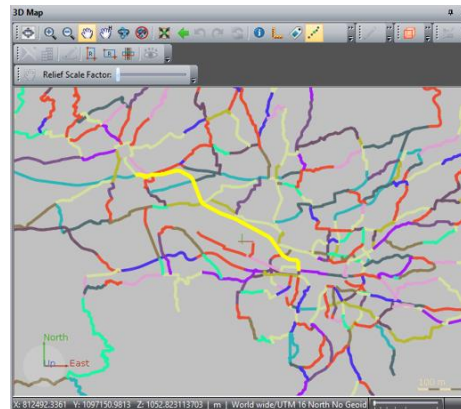 3D Map
Relief Scale Factor:
North
Up
East
100 m
X: 812492.3361 Y: 1097150.9813 Z: 1052.823113703 | m | World wide/UTM 16 North No Geoid